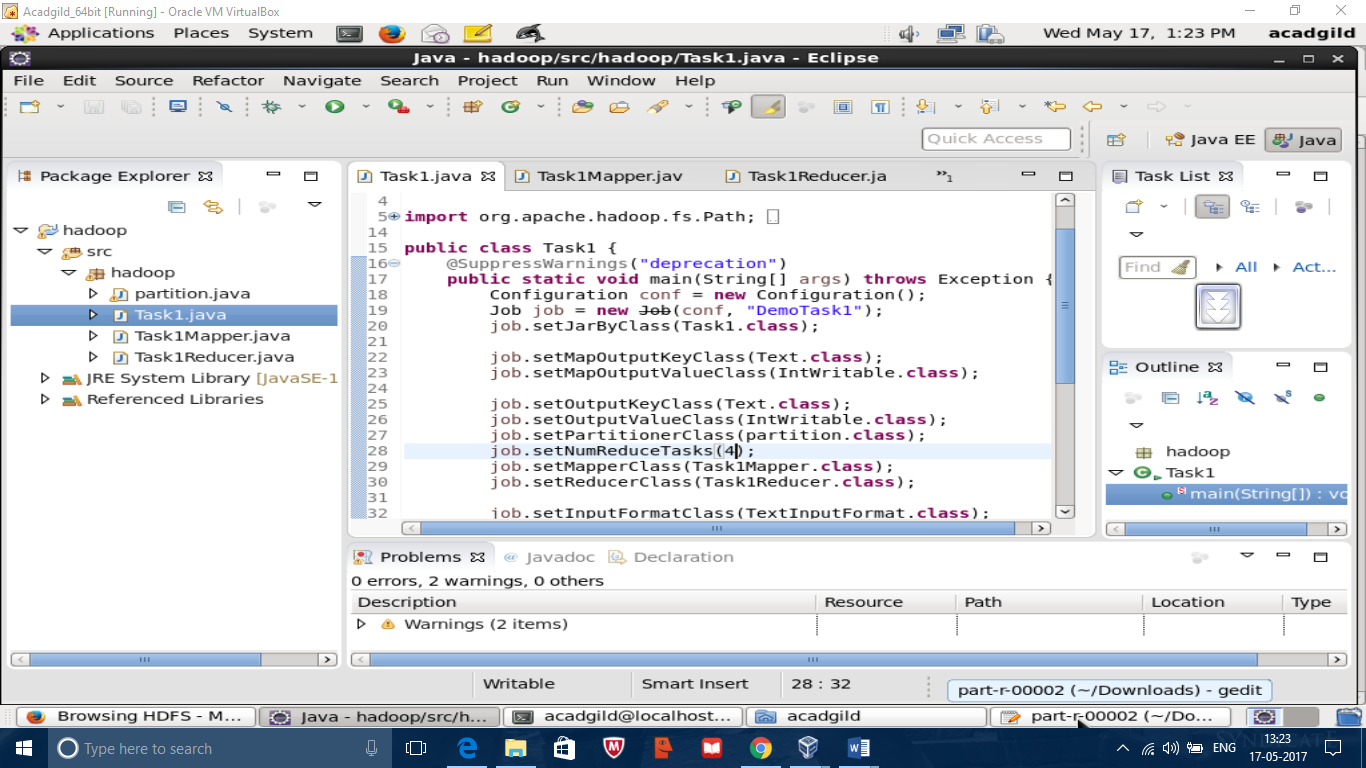 Acadgild_64bit [Running] - Oracle VM VirtualBox
Applications Places System
Wed May 17, 1:23 PM acadgild
Java - hadoop/src/hadoop/Task1.java - Eclipse
File Edit Source Refactor Navigate Search Project Run Window Help
Quick Access
Java EE
Java
Package Explorer
hadoop
src
hadoop
partition.java
Task1.java
Task1Mapper.java
Task1Reducer.java
JRE System Library [JavaSE-1
Referenced Libraries
Task1.java
Task1Mapper.jav
Task1Reducer.ja
»1
4
5 import org.apache.hadoop.fs.Path;
14
15 public class Task1 {
16 @SuppressWarnings("deprecation")
17 public static void main(String[] args) throws Exception {
18 Configuration conf = new Configuration();
19 Job job = new Job(conf, "DemoTask1");
20 job.setJarByClass(Task1.class);
21
22 job.setMapOutputKeyClass(Text.class);
23 job.setMapOutputValueClass(IntWritable.class);
24
25 job.setOutputKeyClass(Text.class);
26 job.setOutputValueClass(IntWritable.class);
27 job.setPartitionerClass(partition.class);
28 job.setNumReduceTasks(4);
29 job.setMapperClass(Task1Mapper.class);
30 job.setReducerClass(Task1Reducer.class);
31
32 job.setInputFormatClass(TextInputFormat.class);
Task List
Find
All
Act...
Outline
hadoop
Task1
main(String[]) : vo
Problems
@ Javadoc
Declaration
0 errors, 2 warnings, 0 others
Description Resource Path Location Type
Warnings (2 items)
Writable Smart Insert 28 : 32
part-r-00002 (~/Downloads) - gedit
Browsing HDFS - M...
Java - hadoop/src/h...
acadgild@localhost...
acadgild
part-r-00002 (~/Do...
Type here to search
ENG
13:23
17-05-2017